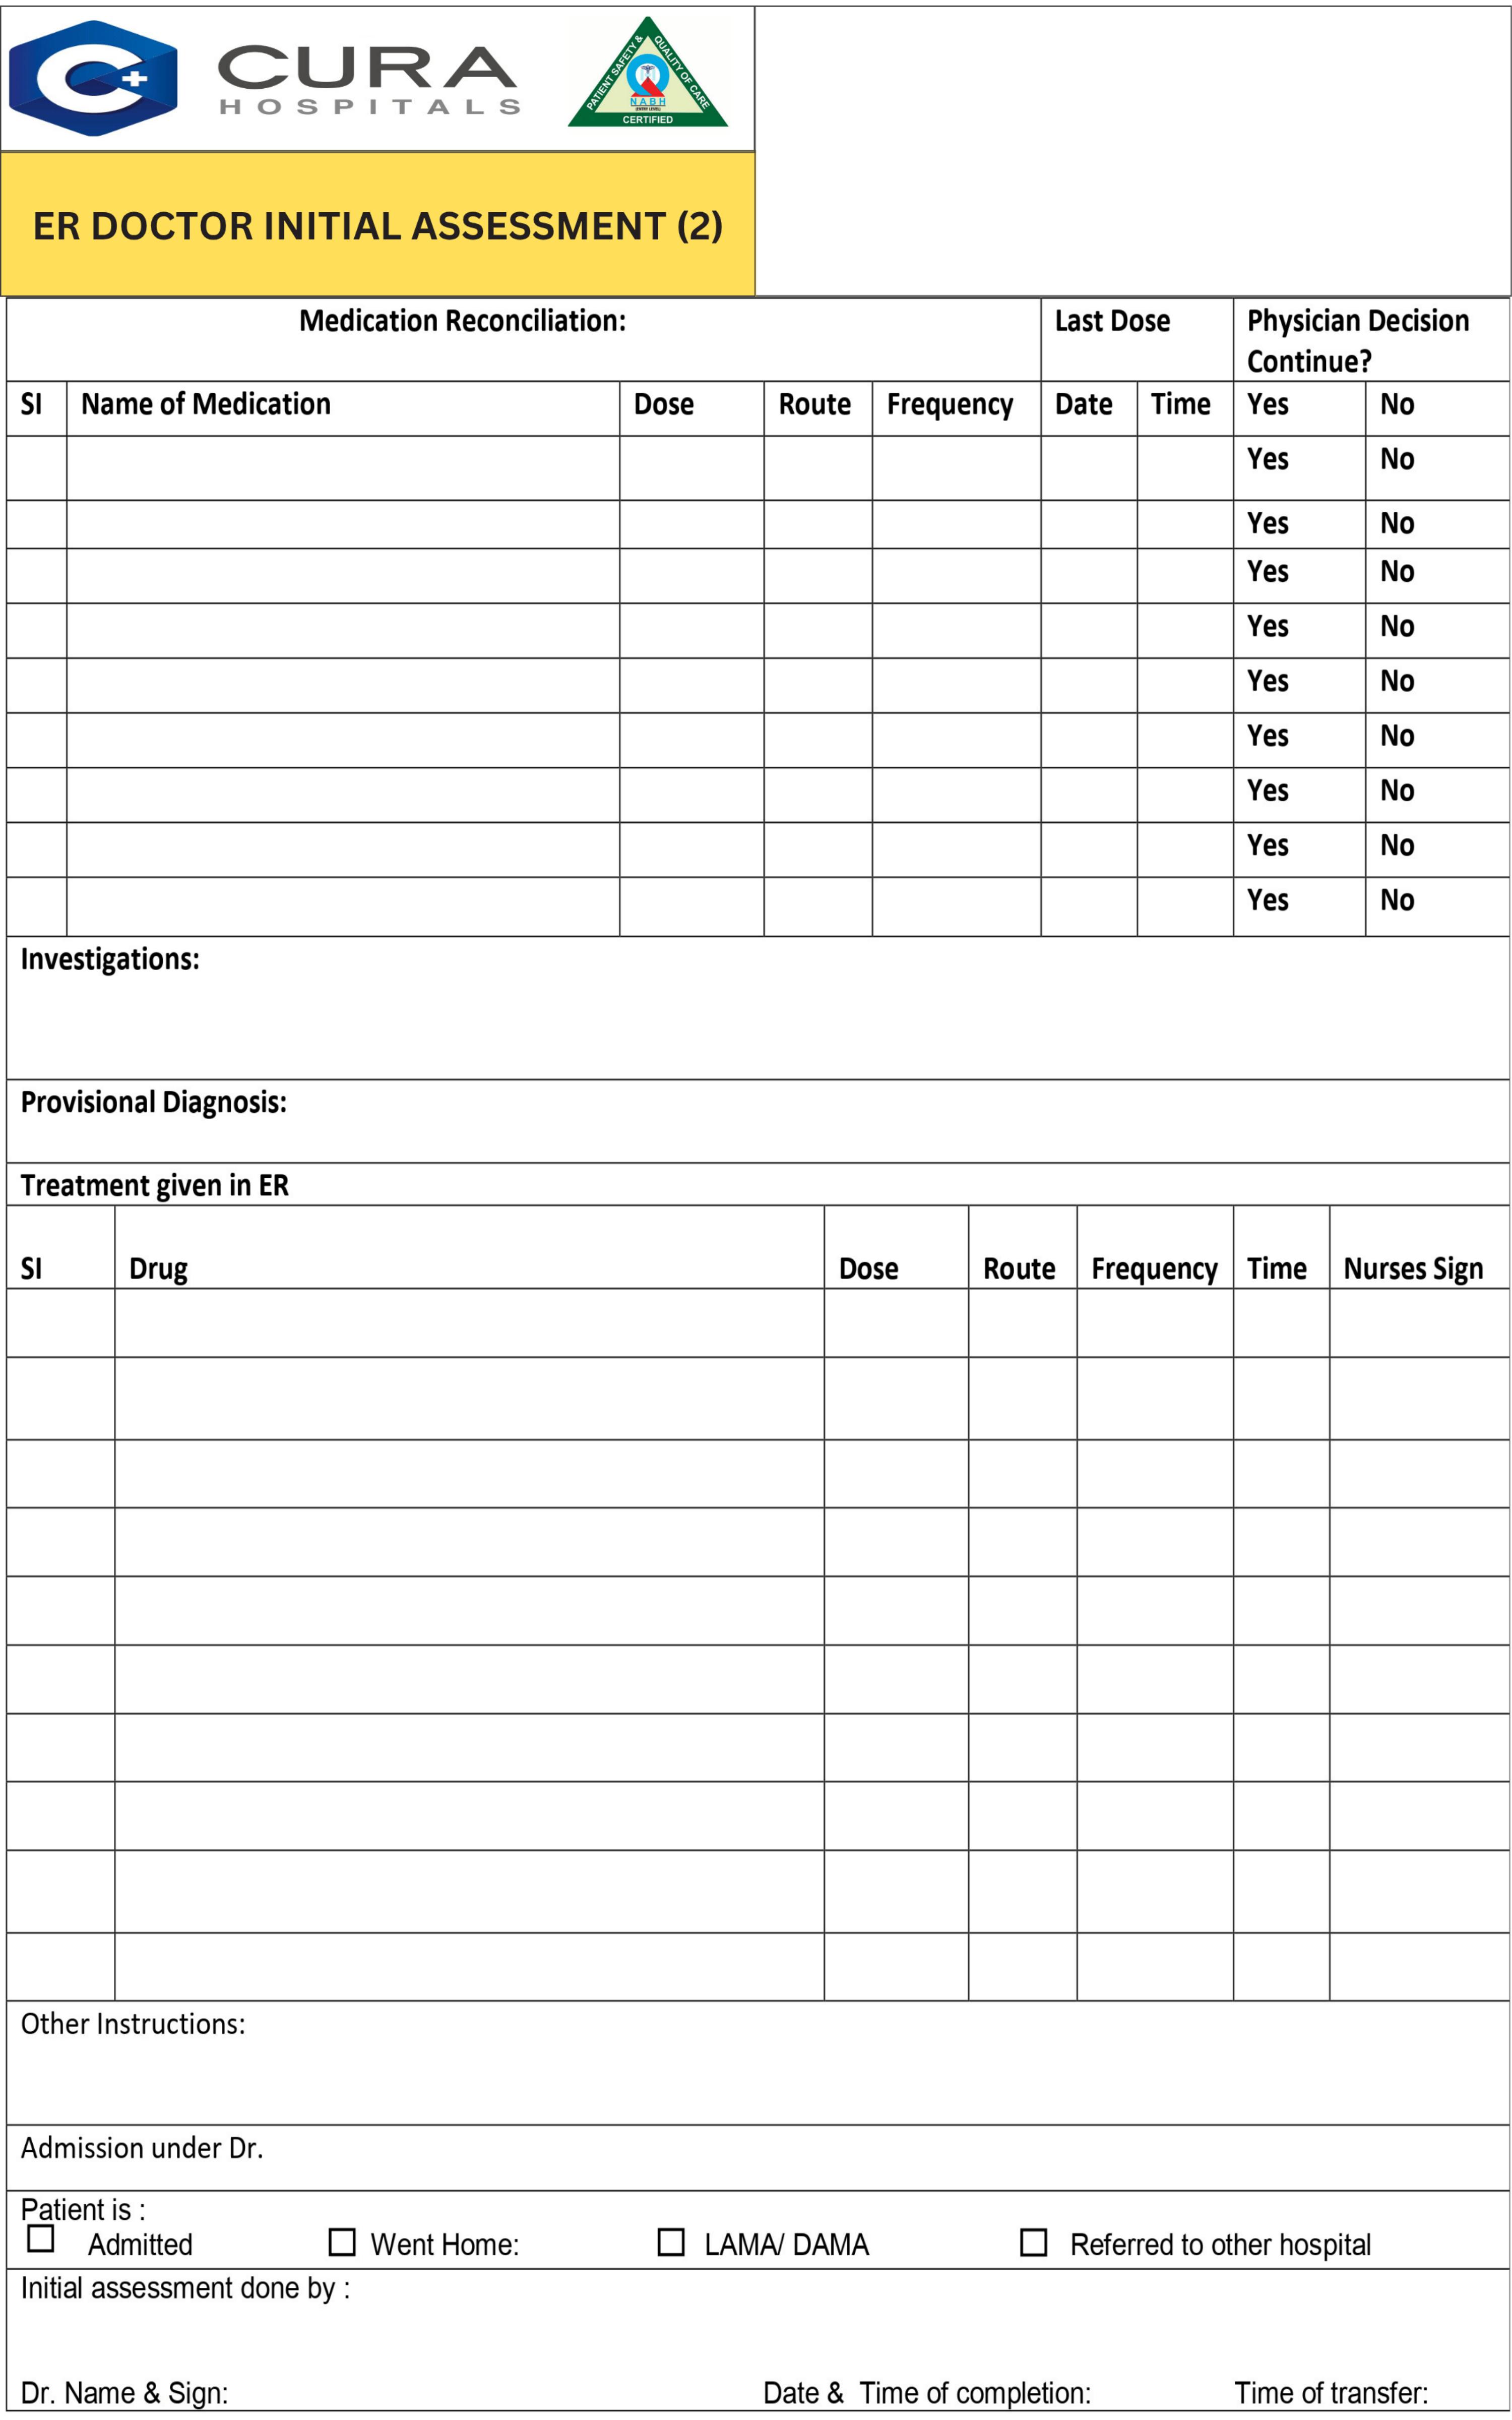 CURA
HOSPITALS
PATIENT SAFETY & QUALITY OF CARE
NABH
(ENTRY LEVEL)
CERTIFIED
ER DOCTOR INITIAL ASSESSMENT (2)
Medication Reconciliation: Last Dose Physician Decision
Continue?
SI Name of Medication Dose Route Frequency Date Time Yes No
Yes No
Yes No
Yes No
Yes No
Yes No
Yes No
Yes No
Yes No
Yes No
Investigations:
Provisional Diagnosis:
Treatment given in ER
SI Drug Dose Route Frequency Time Nurses Sign
Other Instructions:
Admission under Dr.
Patient is :
Admitted Went Home: LAMA/ DAMA Referred to other hospital
Initial assessment done by :
Dr. Name & Sign: Date & Time of completion: Time of transfer: